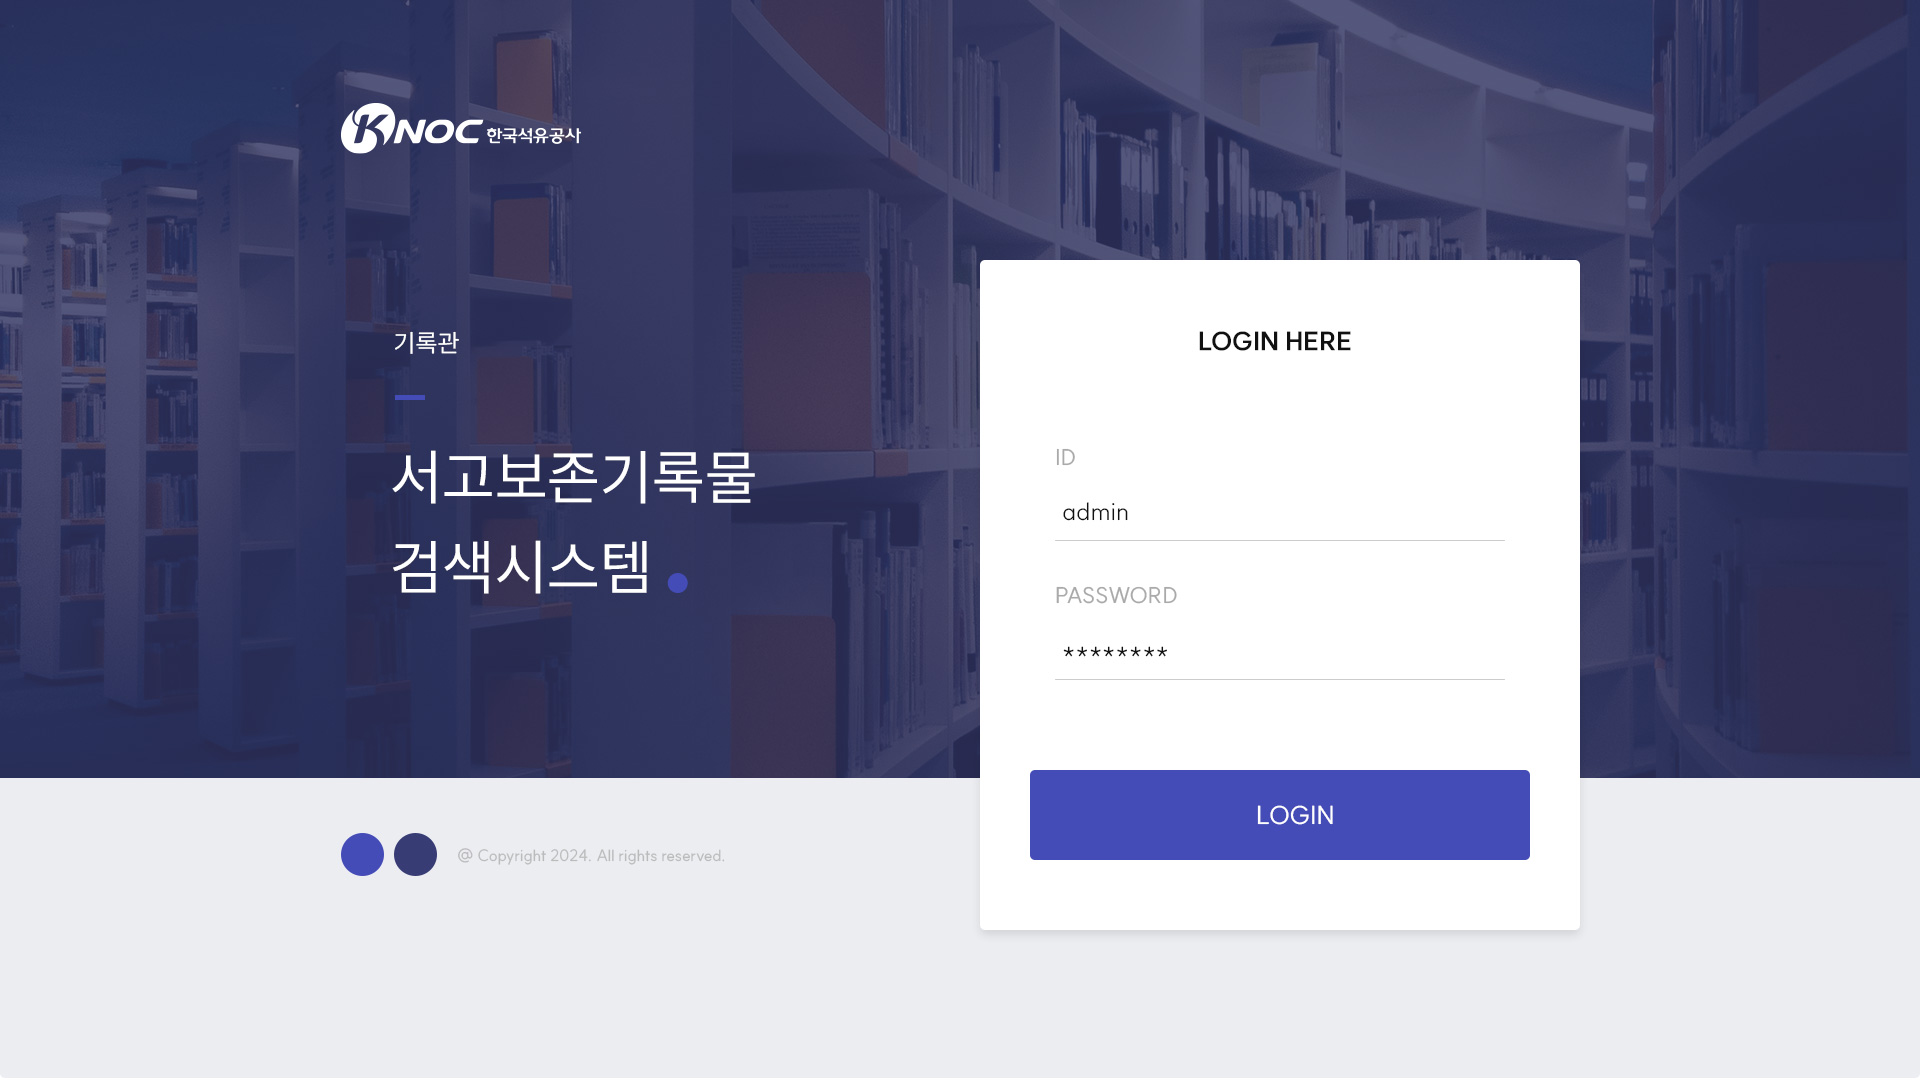 KNOC 한국석유공사
기록관
서고보존기록물
검색시스템
LOGIN HERE
ID
admin
PASSWORD
********
LOGIN
@ Copyright 2024. All rights reserved.